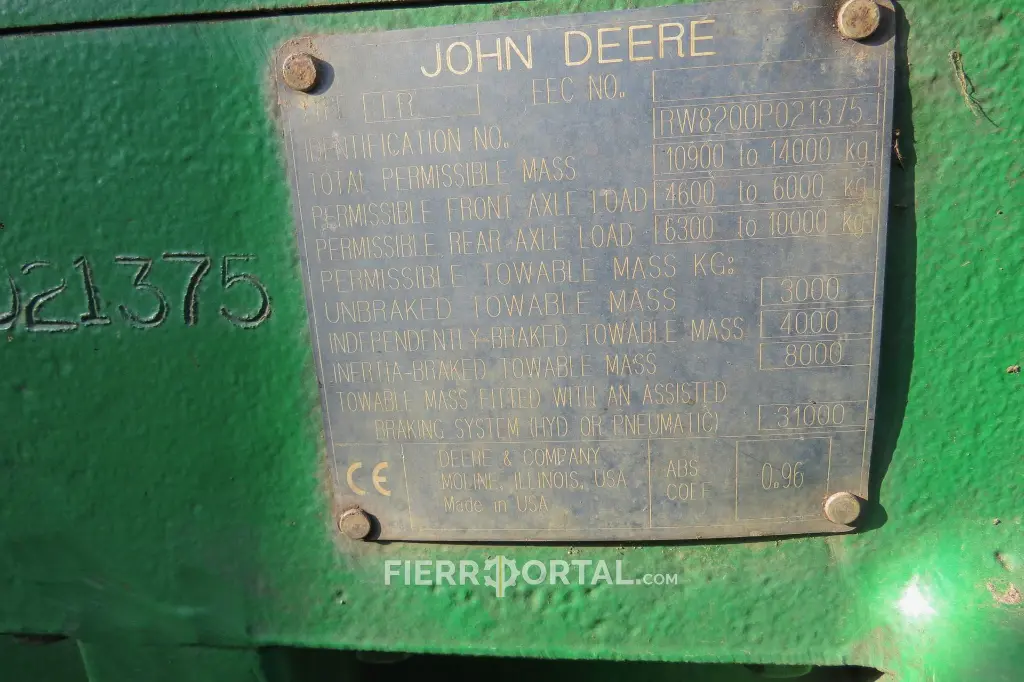 JOHN DEERE
TYPE LR EEC NO.
IDENTIFICATION NO. RW8200P021375
TOTAL PERMISSIBLE MASS 10900 to 14000 kg
PERMISSIBLE FRONT AXLE LOAD 4600 to 6000 kg
PERMISSIBLE REAR AXLE LOAD 6300 to 10000 kg
PERMISSIBLE TOWABLE MASS KG:
UNBRAKED TOWABLE MASS 3000
INDEPENDENTLY-BRAKED TOWABLE MASS 4000
INERTIA-BRAKED TOWABLE MASS 8000
TOWABLE MASS FITTED WITH AN ASSISTED
BRAKING SYSTEM (HYD OR PNEUMATIC) 31000
CE
DEERE & COMPANY
MOLINE, ILLINOIS, USA
Made in USA
ABS
COEF
0.96
021375
FIERROPORTAL.COM